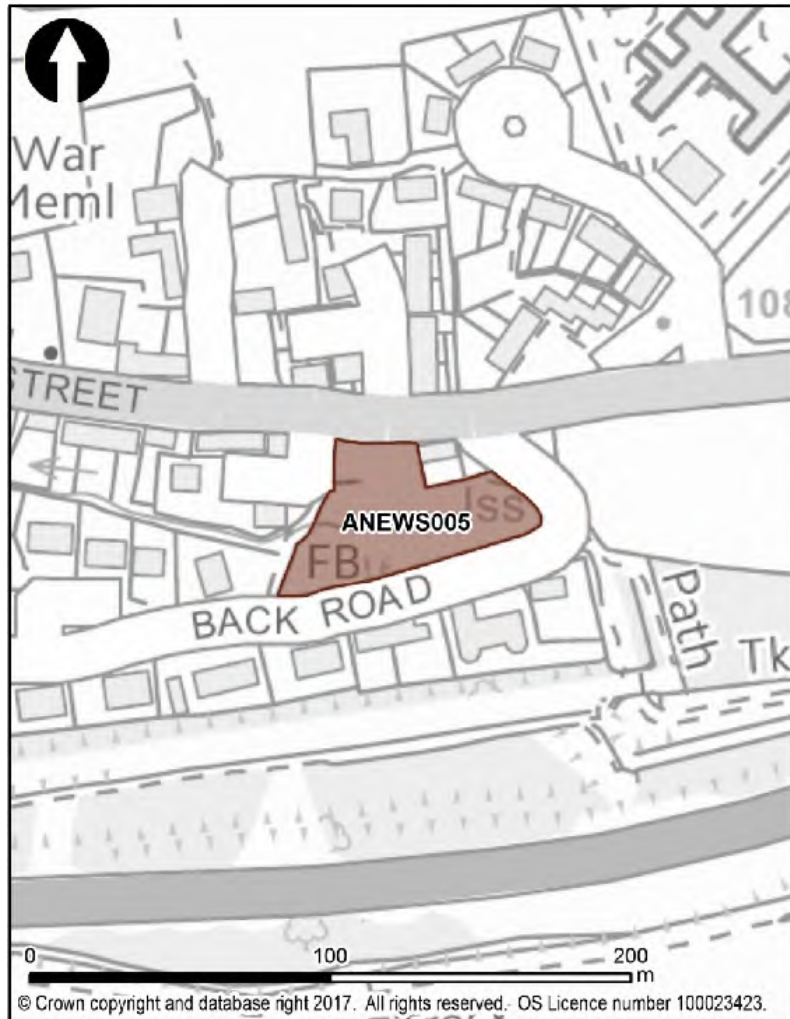 War
Meml
108
STREET
ANEWS005
Iss
FB
BACK ROAD
Path
Tk
0 100 200
m
© Crown copyright and database right 2017. All rights reserved. OS Licence number 100023423.